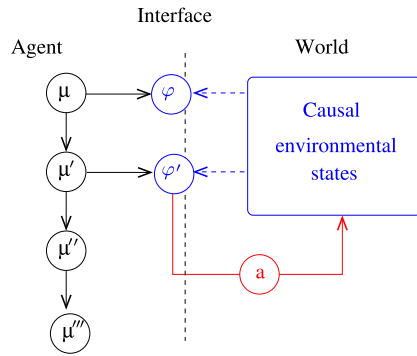 Interface
Agent
World
μ
φ
Causal
environmental
states
μ′
φ′
μ′′
a
μ′′′